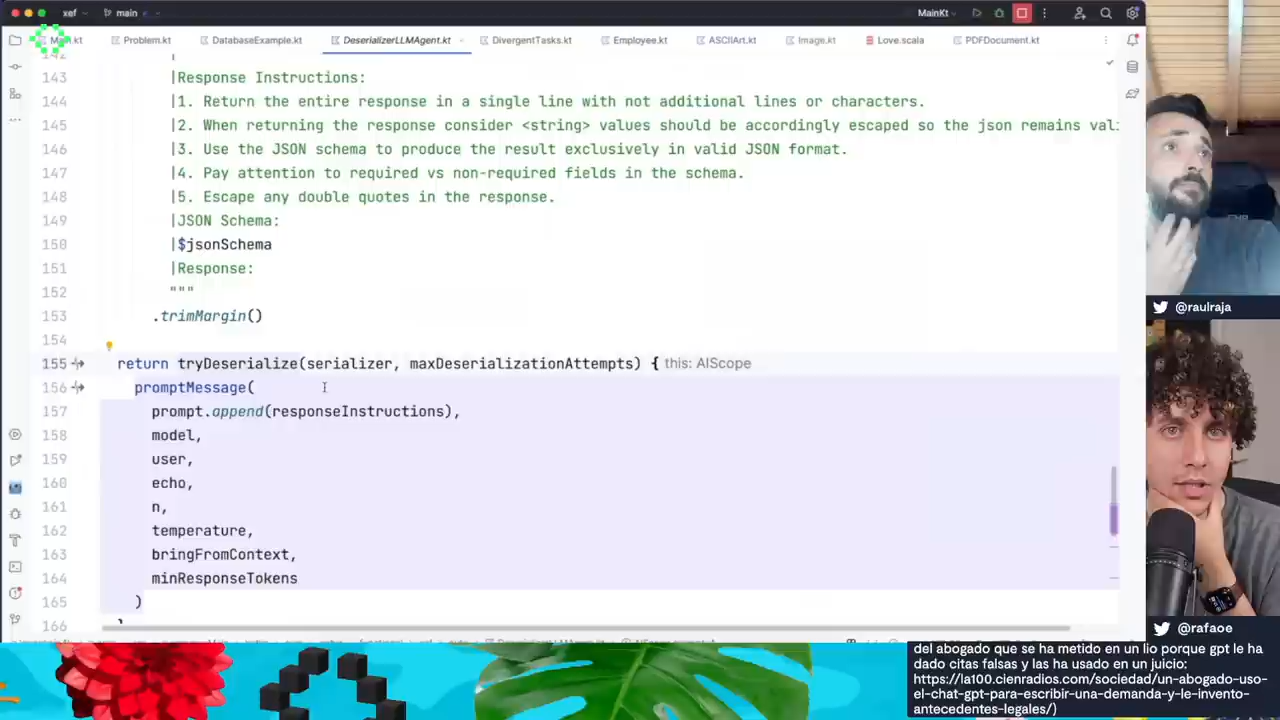 xef
main
MainKt
Problem.kt
DatabaseExample.kt
DeserializerLLMAgent.kt
DivergentTasks.kt
Employee.kt
ASCIIArt.kt
Image.kt
Love.scala
PDFDocument.kt
143 |Response Instructions:
144 |1. Return the entire response in a single line with not additional lines or characters.
145 |2. When returning the response consider <string> values should be accordingly escaped so the json remains vali
146 |3. Use the JSON schema to produce the result exclusively in valid JSON format.
147 |4. Pay attention to required vs non-required fields in the schema.
148 |5. Escape any double quotes in the response.
149 |JSON Schema:
150 |$jsonSchema
151 |Response:
152 """
153 .trimMargin()
154
155 return tryDeserialize(serializer, maxDeserializationAttempts) { this: AIScope
156 promptMessage(
157 prompt.append(responseInstructions),
158 model,
159 user,
160 echo,
161 n,
162 temperature,
163 bringFromContext,
164 minResponseTokens
165 )
166
@raulraja
@rafaoe
del abogado que se ha metido en un lio porque gpt le ha
dado citas falsas y las ha usado en un juicio:
https://la100.cienradios.com/sociedad/un-abogado-uso-
el-chat-gpt-para-escribir-una-demanda-y-le-invento-
antecedentes-legales/)